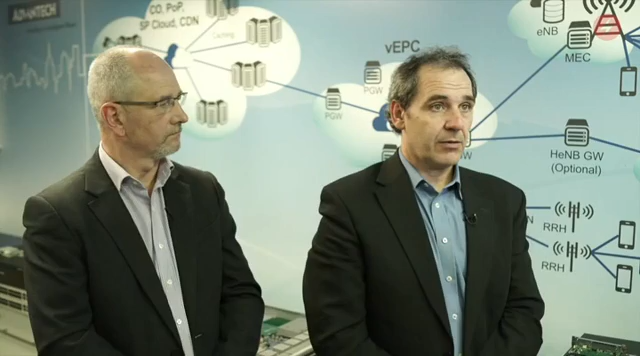 ADVANTECH
CO, PoP,
SP Cloud, CDN
Caching
vEPC
PGW
PGW
eNB
MEC
HeNB GW
(Optional)
RRH
RRH